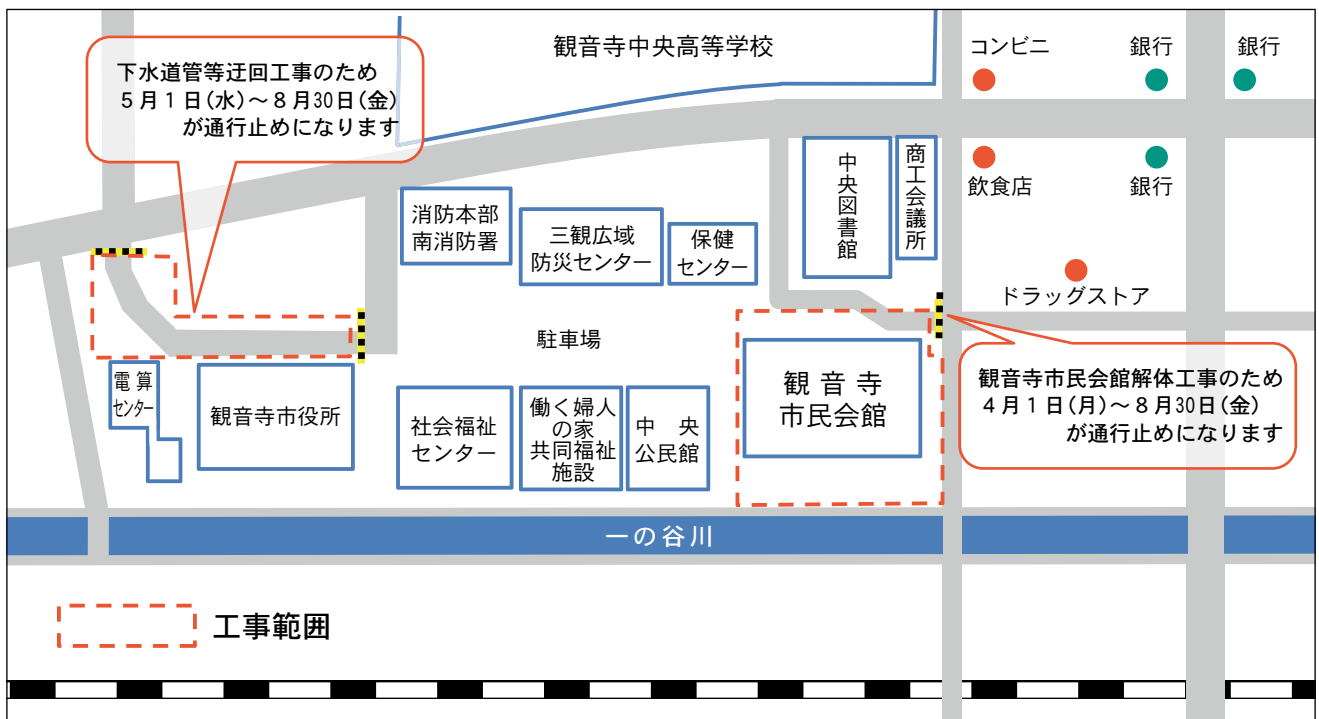 観音寺中央高等学校
コンビニ
銀行
銀行
下水道管等迂回工事のため
5月1日(水)~8月30日(金)
が通行止めになります
飲食店
銀行
中央図書館
商工会議所
消防本部
南消防署
三観広域
防災センター
保健
センター
ドラッグストア
駐車場
電算
センター
観音寺市役所
社会福祉
センター
働く婦人
の家
共同福祉
施設
中央
公民館
観音寺
市民会館
観音寺市民会館解体工事のため
4月1日(月)~8月30日(金)
が通行止めになります
一の谷川
工事範囲